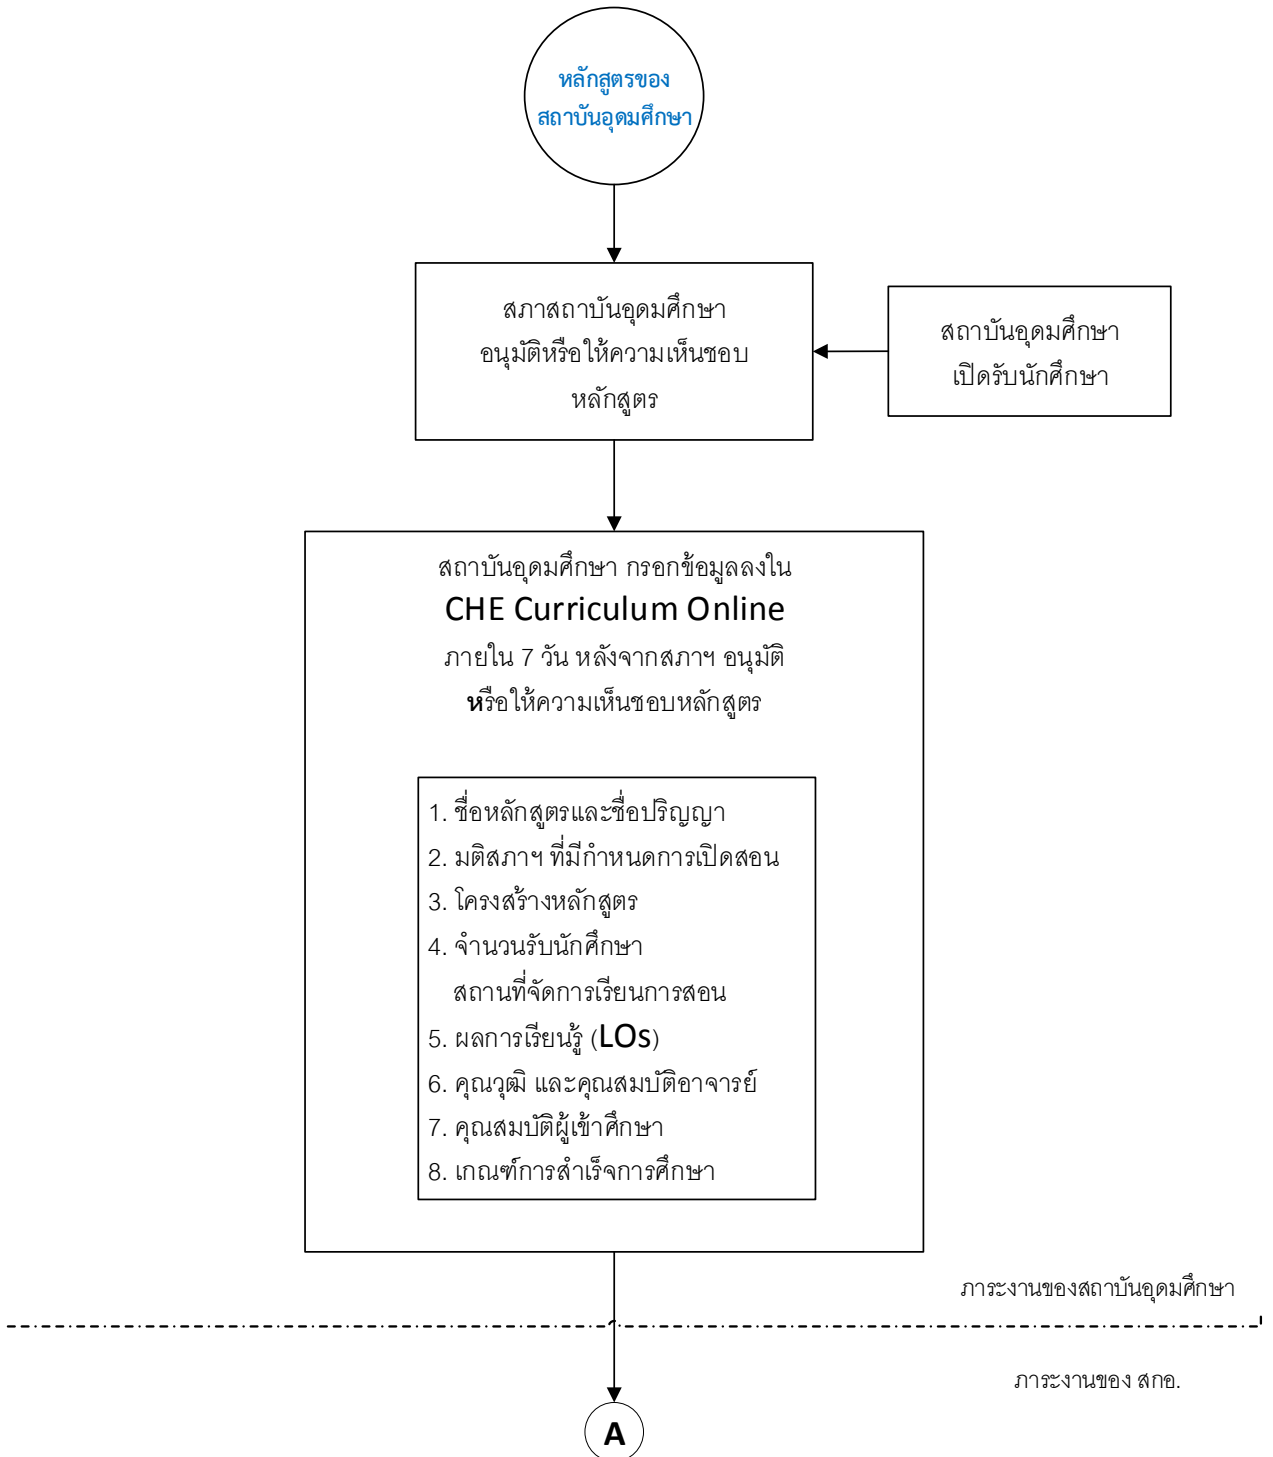 หลักสูตรของ
สถาบันอุดมศึกษา
สภาสถาบันอุดมศึกษา
อนุมัติหรือให้ความเห็นชอบ
หลักสูตร
สถาบันอุดมศึกษา
เปิดรับนักศึกษา
สถาบันอุดมศึกษา กรอกข้อมูลลงใน
CHE Curriculum Online
ภายใน 7 วัน หลังจากสภาฯ อนุมัติ
หรือให้ความเห็นชอบหลักสูตร
1. ชื่อหลักสูตรและชื่อปริญญา
2. มติสภาฯ ที่มีกำหนดการเปิดสอน
3. โครงสร้างหลักสูตร
4. จำนวนรับนักศึกษา
สถานที่จัดการเรียนการสอน
5. ผลการเรียนรู้ (LOs)
6. คุณวุฒิ และคุณสมบัติอาจารย์
7. คุณสมบัติผู้เข้าศึกษา
8. เกณฑ์การสำเร็จการศึกษา
ภาระงานของสถาบันอุดมศึกษา
ภาระงานของ สกอ.
A